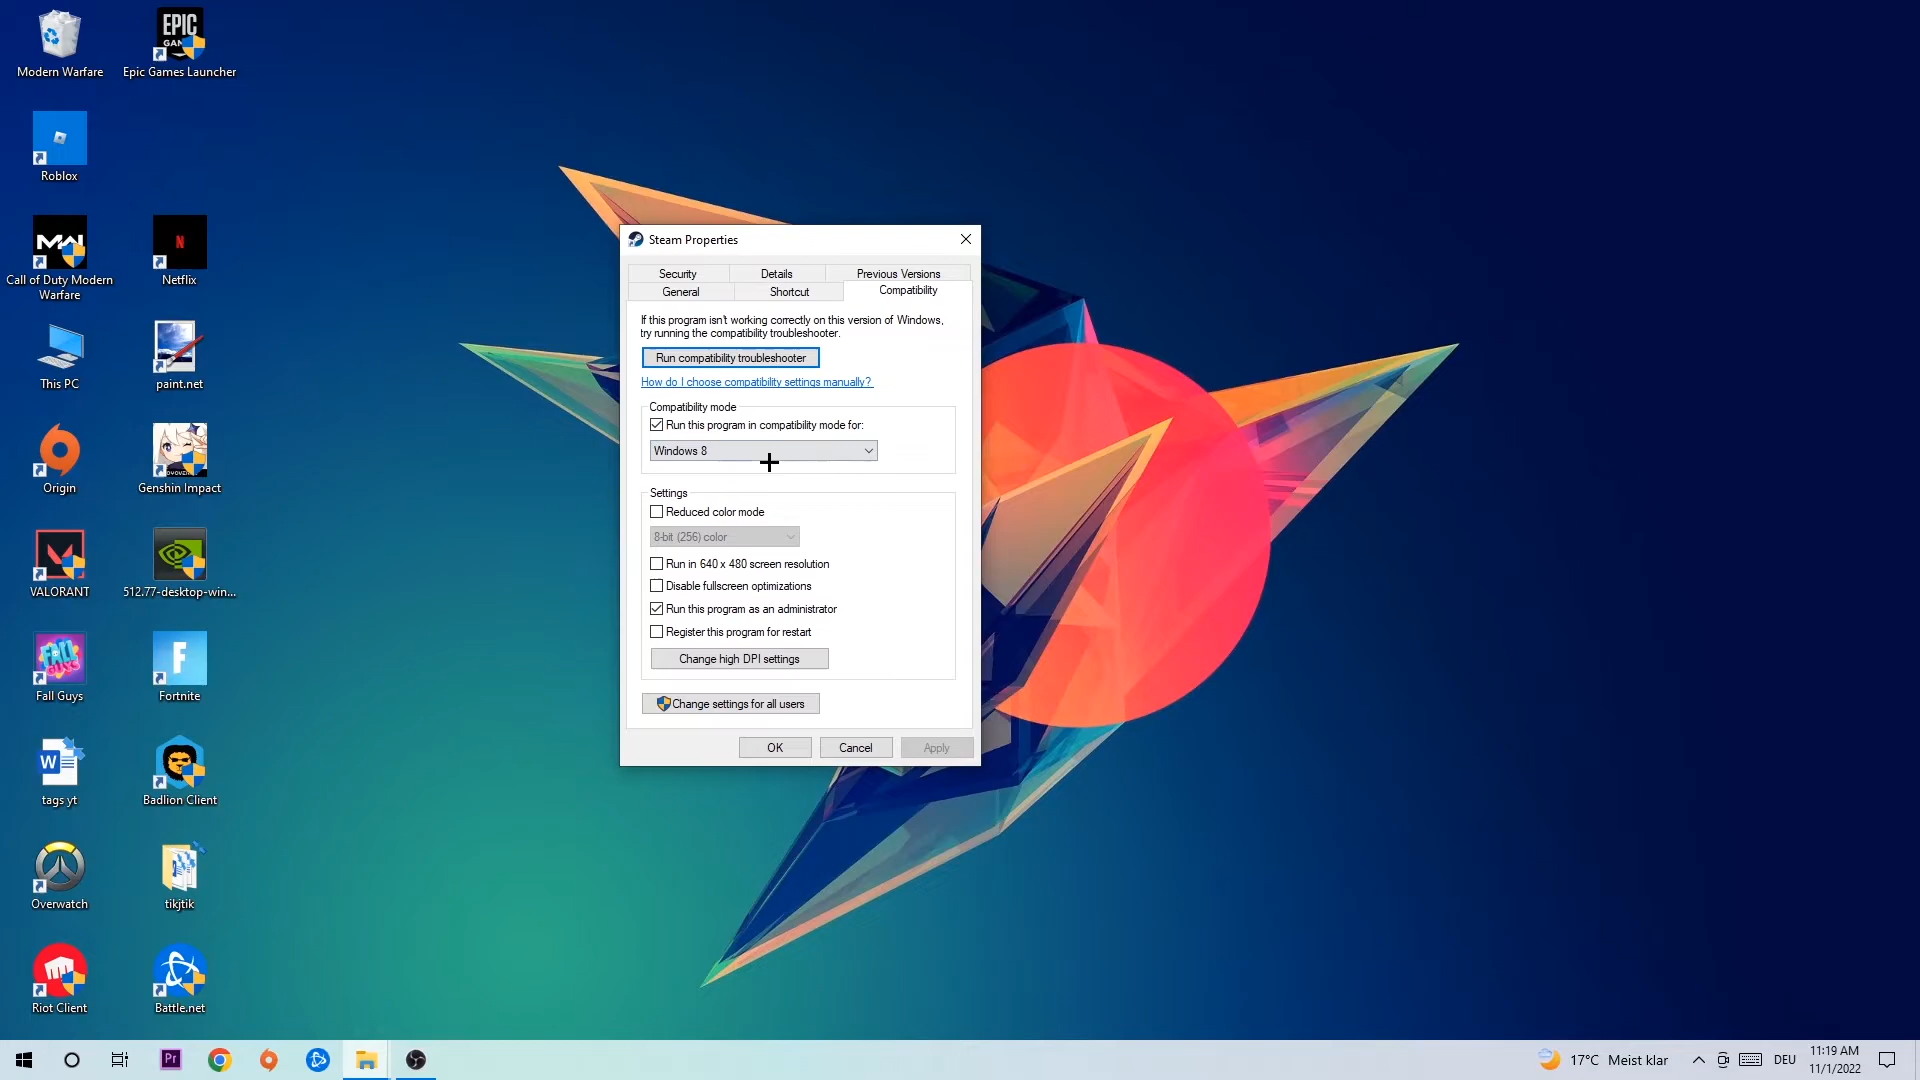 Modern Warfare
EPIC
GAMES
Epic Games Launcher
Roblox
MW
Call of Duty Modern
Warfare
N
Netflix
This PC
paint.net
Origin
Genshin Impact
VALORANT
512.77-desktop-win...
FALL
GUYS
Fall Guys
F
Fortnite
W
tags yt
Badlion Client
Overwatch
tikjtik
Riot Client
Battle.net
Steam Properties
Security
Details
Previous Versions
General
Shortcut
Compatibility
If this program isn't working correctly on this version of Windows,
try running the compatibility troubleshooter.
Run compatibility troubleshooter
How do I choose compatibility settings manually?
Compatibility mode
Run this program in compatibility mode for:
Windows 8
Settings
Reduced color mode
8-bit (256) color
Run in 640 x 480 screen resolution
Disable fullscreen optimizations
Run this program as an administrator
Register this program for restart
Change high DPI settings
Change settings for all users
OK
Cancel
Apply
Pr
17°C Meist klar
DEU
11:19 AM
11/1/2022